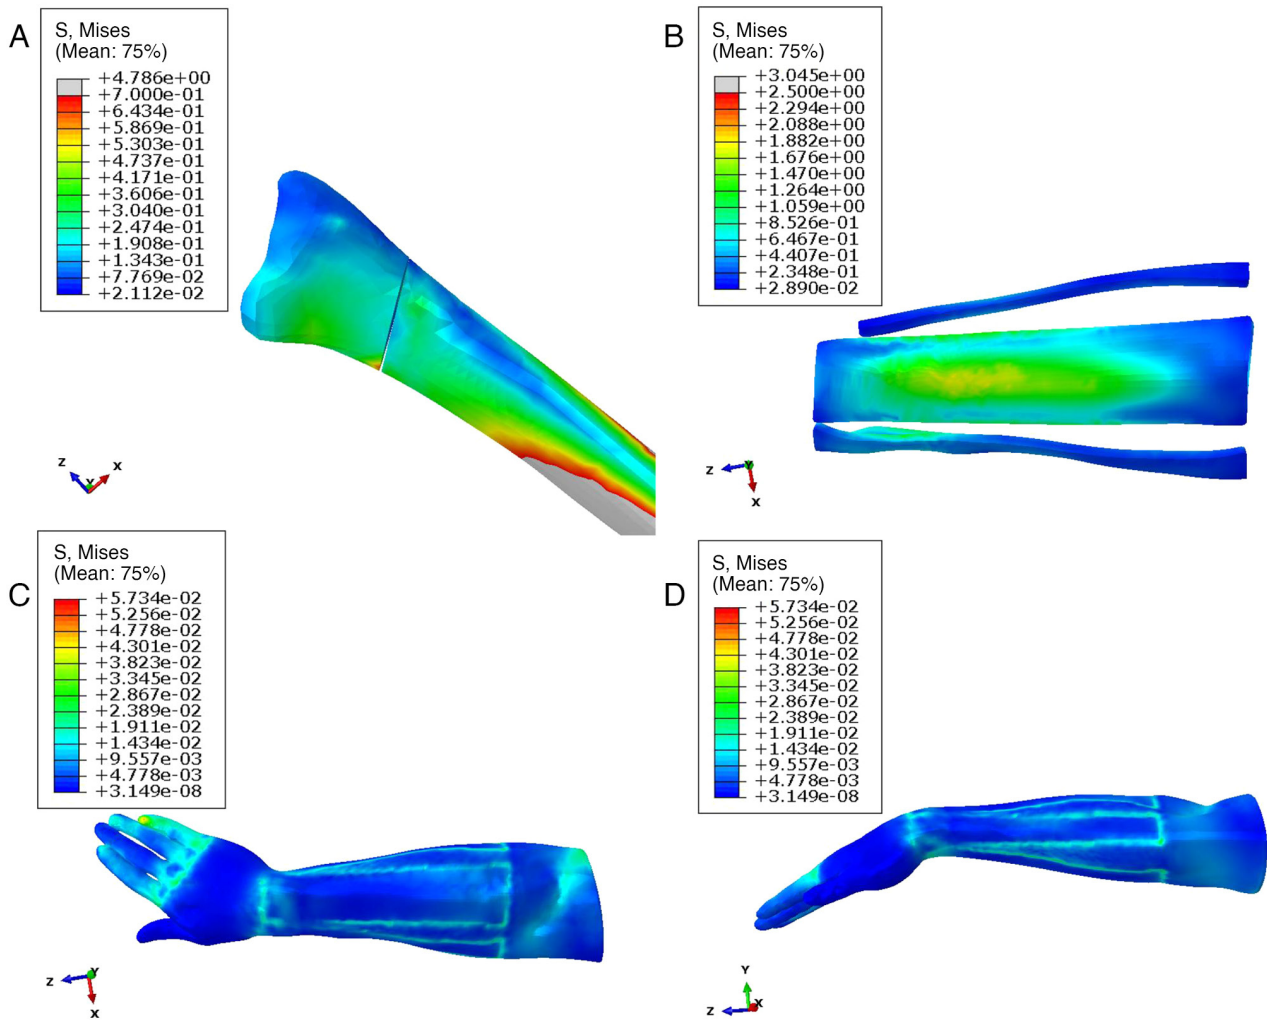 A
S, Mises
(Mean: 75%)
+4.786e+00
+7.000e-01
+6.434e-01
+5.869e-01
+5.303e-01
+4.737e-01
+4.171e-01
+3.606e-01
+3.040e-01
+2.474e-01
+1.908e-01
+1.343e-01
+7.769e-02
+2.112e-02
Z
Y
X
B
S, Mises
(Mean: 75%)
+3.045e+00
+2.500e+00
+2.294e+00
+2.088e+00
+1.882e+00
+1.676e+00
+1.470e+00
+1.264e+00
+1.059e+00
+8.526e-01
+6.467e-01
+4.407e-01
+2.348e-01
+2.890e-02
Z
Y
X
C
S, Mises
(Mean: 75%)
+5.734e-02
+5.256e-02
+4.778e-02
+4.301e-02
+3.823e-02
+3.345e-02
+2.867e-02
+2.389e-02
+1.911e-02
+1.434e-02
+9.557e-03
+4.778e-03
+3.149e-08
Z
Y
X
D
S, Mises
(Mean: 75%)
+5.734e-02
+5.256e-02
+4.778e-02
+4.301e-02
+3.823e-02
+3.345e-02
+2.867e-02
+2.389e-02
+1.911e-02
+1.434e-02
+9.557e-03
+4.778e-03
+3.149e-08
Y
Z
X